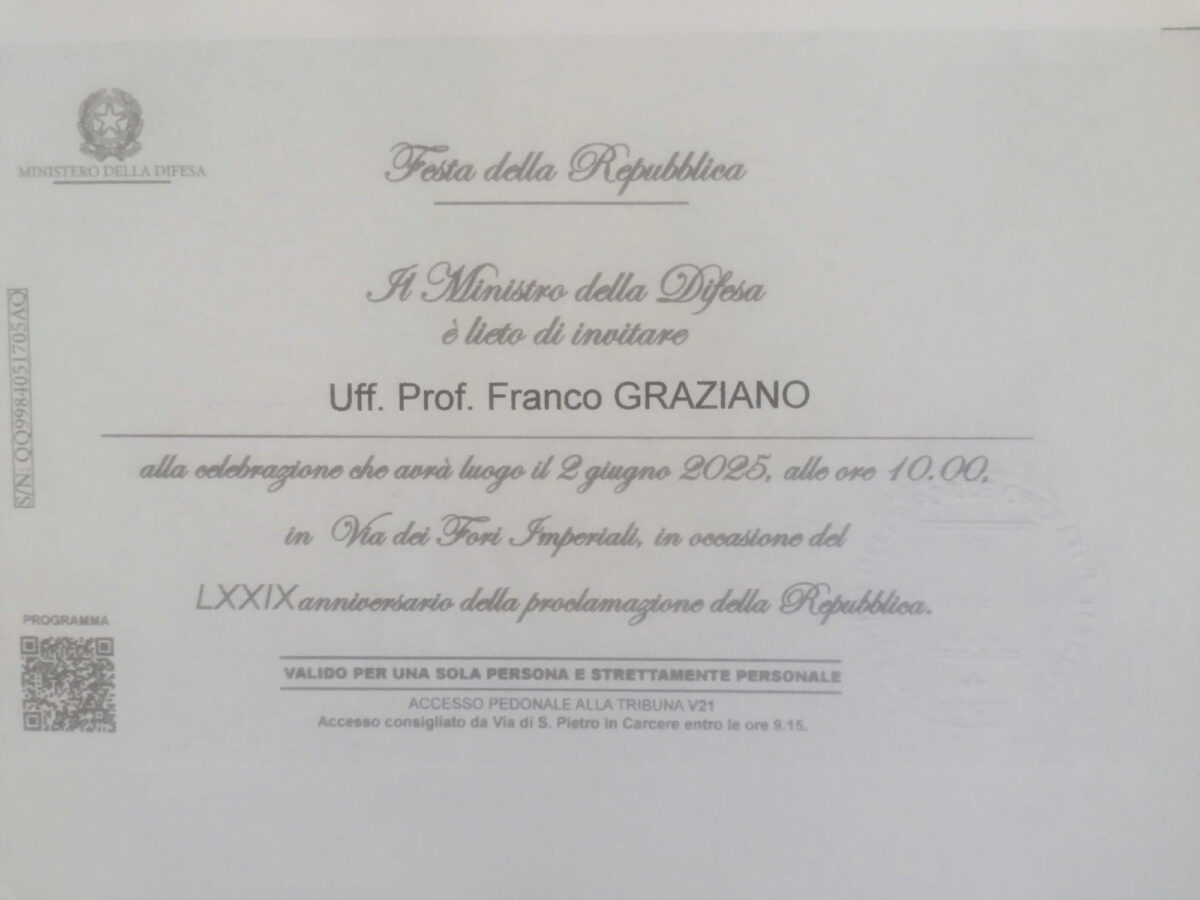 MINISTERO DELLA DIFESA
Festa della Repubblica
Il Ministro della Difesa
è lieto di invitare
Uff. Prof. Franco GRAZIANO
alla celebrazione che avrà luogo il 2 giugno 2025, alle ore 10.00,
in Via dei Fori Imperiali, in occasione del
LXXIX anniversario della proclamazione della Repubblica.
S/N: QQ9984051705AQ
PROGRAMMA
VALIDO PER UNA SOLA PERSONA E STRETTAMENTE PERSONALE
ACCESSO PEDONALE ALLA TRIBUNA V21
Accesso consigliato da Via di S. Pietro in Carcere entro le ore 9.15.